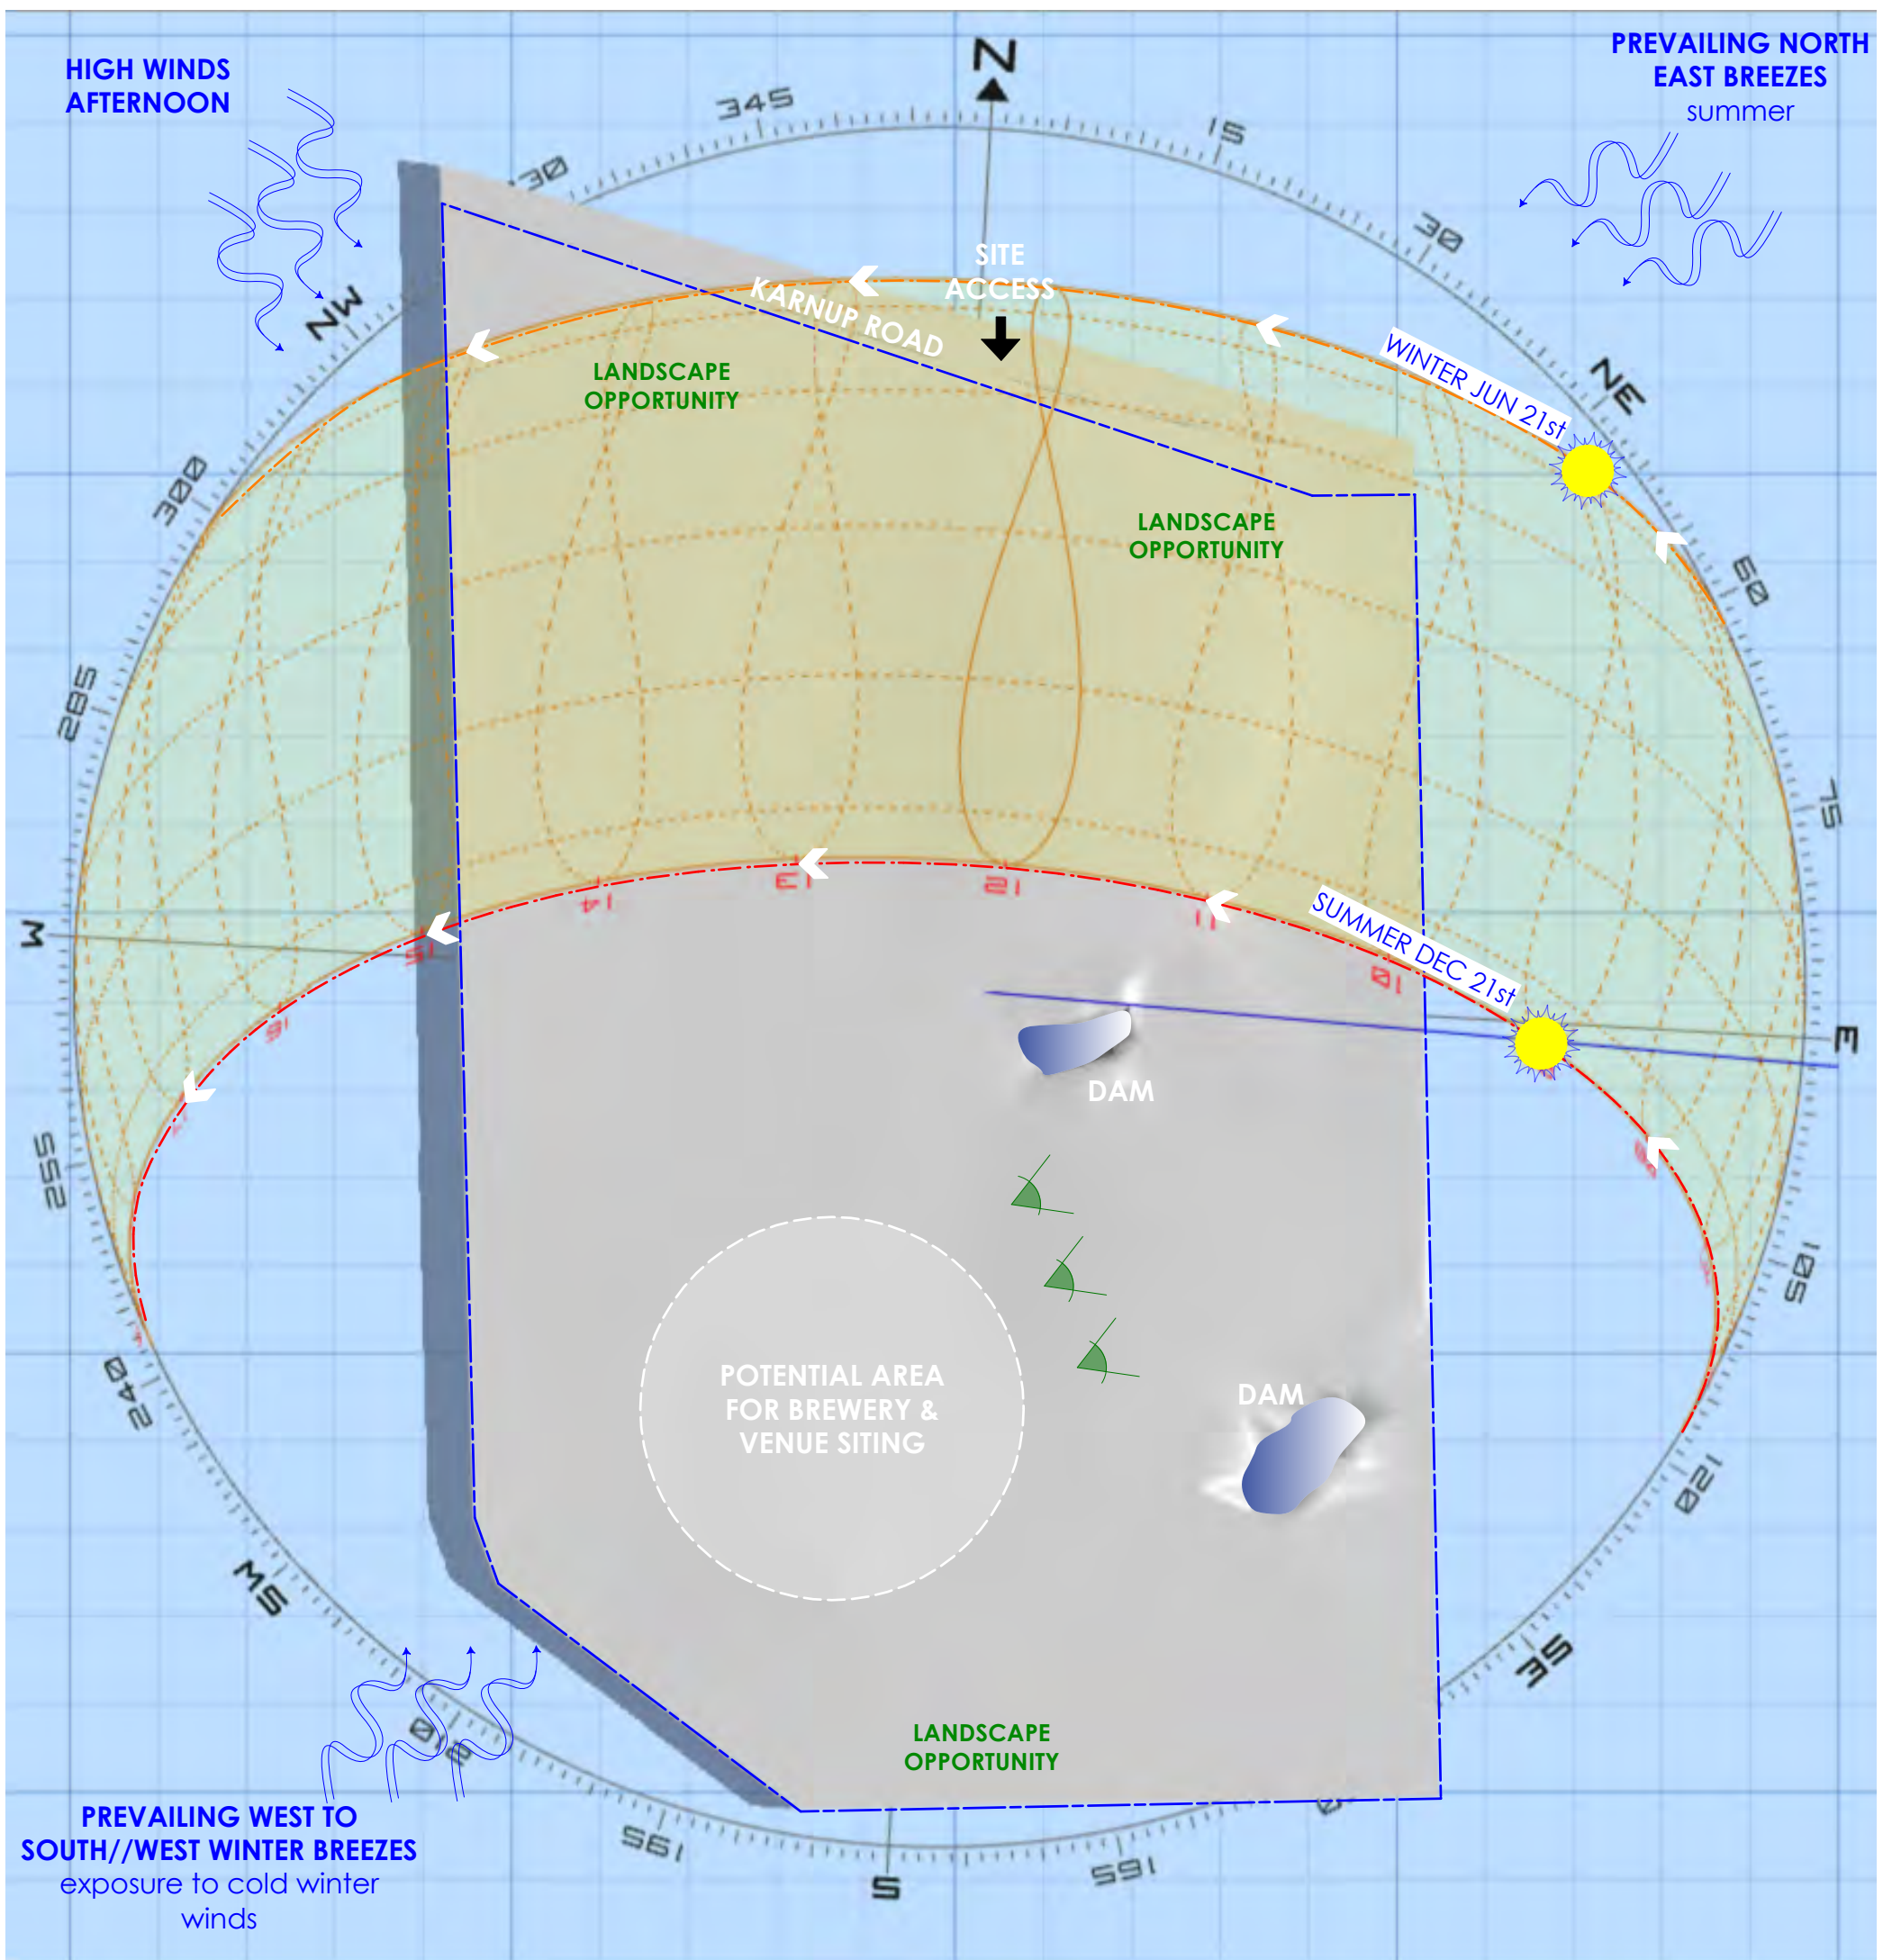 HIGH WINDS
AFTERNOON
PREVAILING NORTH
EAST BREEZES
summer
N
345
15
30
30
SITE
ACCESS
KARNUP ROAD
LANDSCAPE
OPPORTUNITY
NW
WINTER JUN 21st
NE
300
LANDSCAPE
OPPORTUNITY
60
285
75
13
12
14
11
SUMMER DEC 21st
W
15
10
16
E
DAM
255
105
POTENTIAL AREA
FOR BREWERY &
VENUE SITING
DAM
240
120
SW
SE
210
LANDSCAPE
OPPORTUNITY
PREVAILING WEST TO
SOUTH//WEST WINTER BREEZES
exposure to cold winter
winds
195
165
S